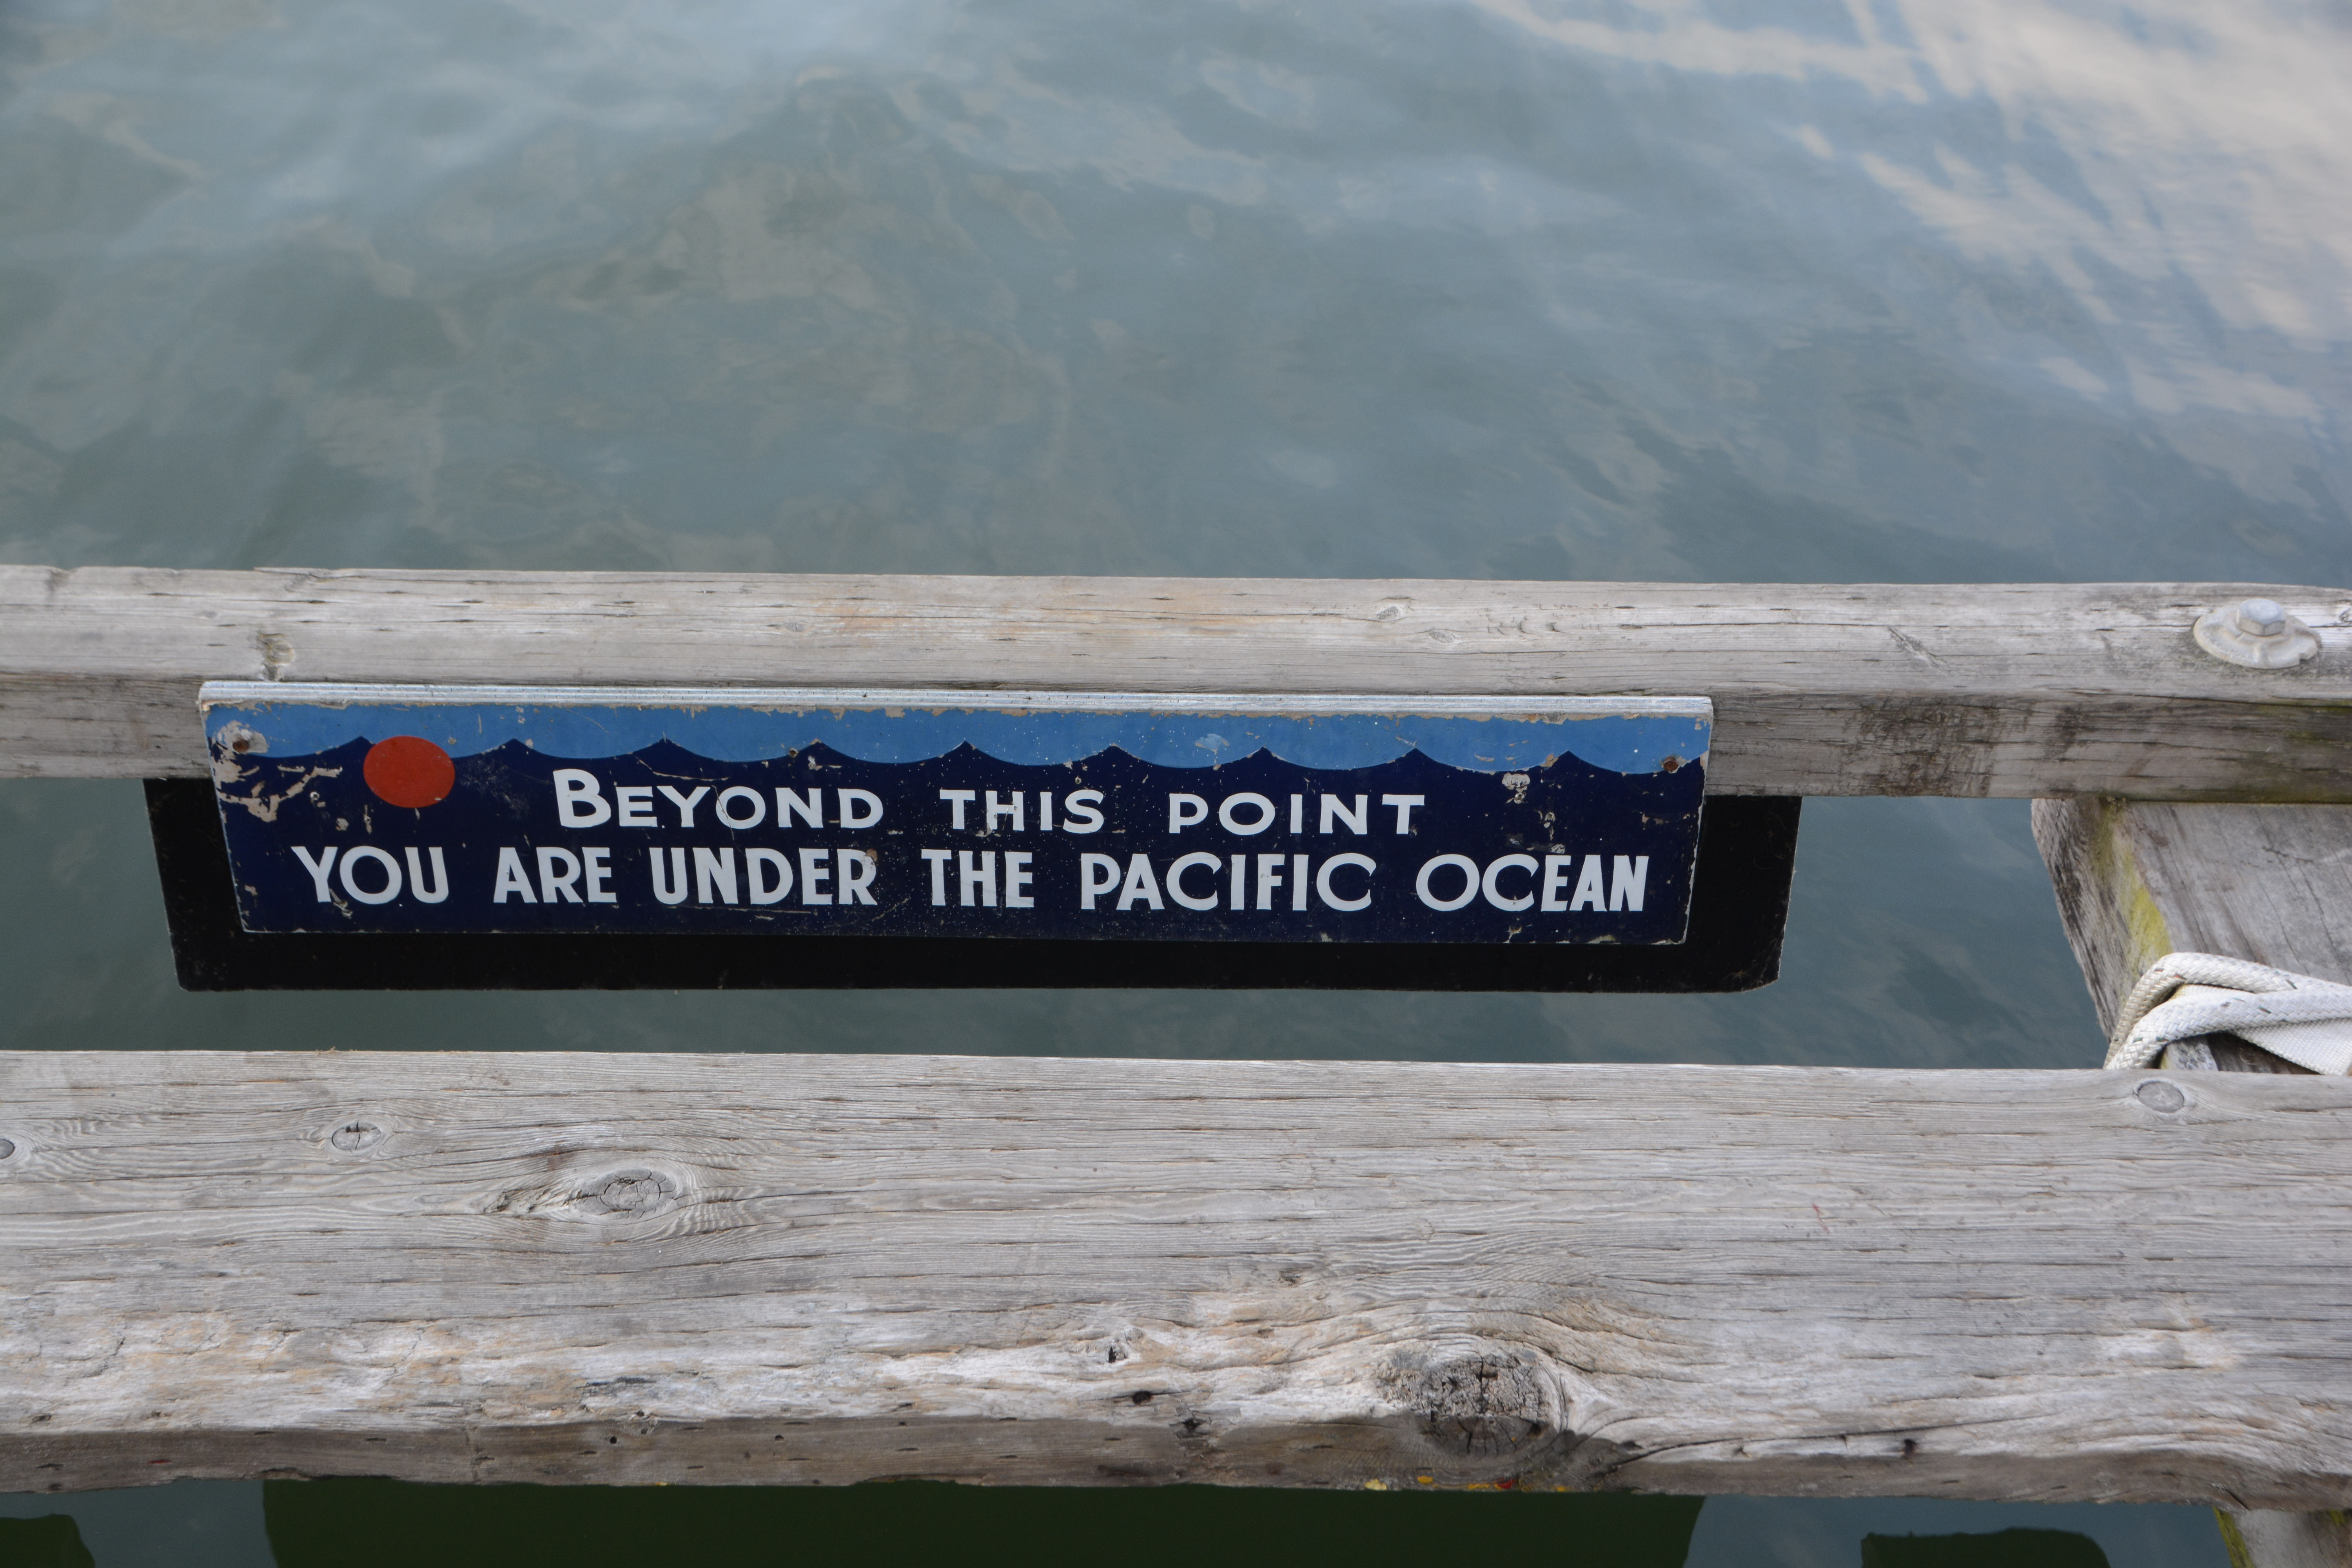 BEYOND THIS POINT
YOU ARE UNDER THE PACIFIC OCEAN